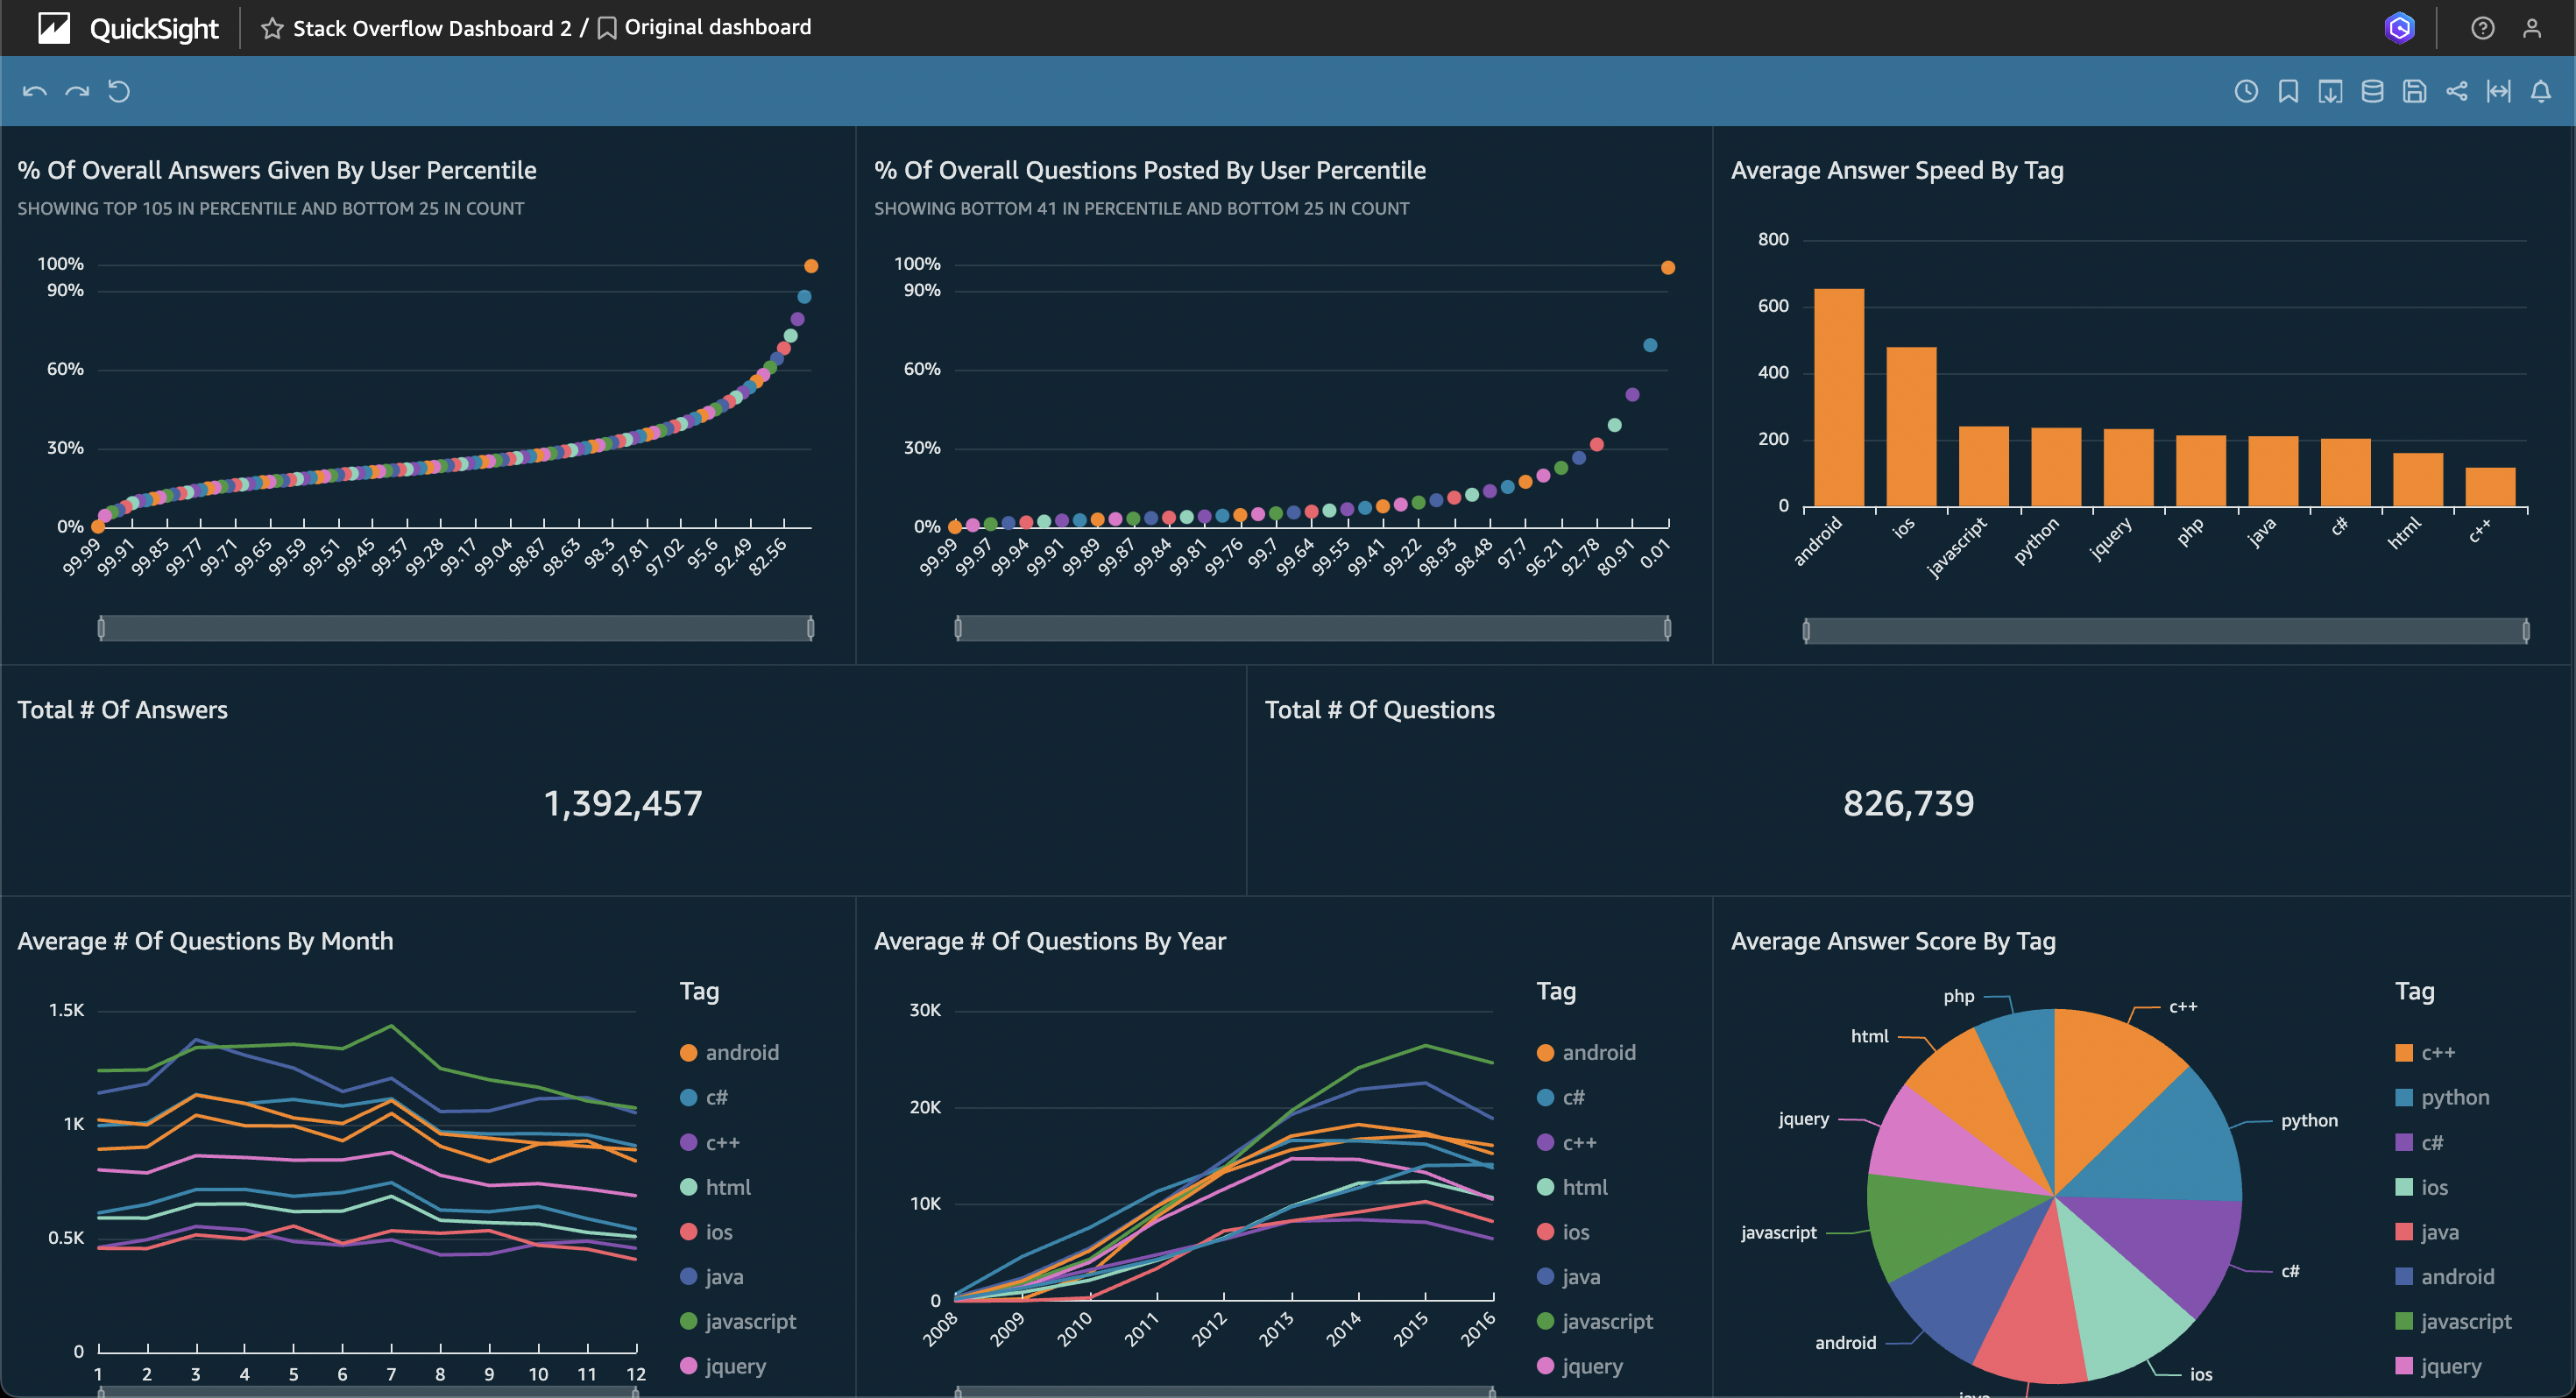 QuickSight
Stack Overflow Dashboard 2 / Original dashboard
% Of Overall Answers Given By User Percentile
SHOWING TOP 105 IN PERCENTILE AND BOTTOM 25 IN COUNT
100%
90%
60%
30%
0%
99.99
99.91
99.85
99.77
99.71
99.65
99.59
99.51
99.45
99.37
99.28
99.17
99.04
98.87
98.63
98.3
97.81
97.02
95.6
92.49
82.56
% Of Overall Questions Posted By User Percentile
SHOWING BOTTOM 41 IN PERCENTILE AND BOTTOM 25 IN COUNT
100%
90%
60%
30%
0%
99.99
99.97
99.94
99.91
99.89
99.87
99.84
99.81
99.76
99.7
99.64
99.55
99.41
99.22
98.93
98.48
97.7
96.21
92.78
80.91
0.01
Average Answer Speed By Tag
800
600
400
200
0
android
ios
javascript
python
jquery
php
java
c#
html
c++
Total # Of Answers
1,392,457
Total # Of Questions
826,739
Average # Of Questions By Month
1.5K
1K
0.5K
0
1 2 3 4 5 6 7 8 9 10 11 12
Tag
android
c#
c++
html
ios
java
javascript
jquery
Average # Of Questions By Year
30K
20K
10K
0
2008
2009
2010
2011
2012
2013
2014
2015
2016
Tag
android
c#
c++
html
ios
java
javascript
jquery
Average Answer Score By Tag
php
c++
html
python
jquery
javascript
c#
android
ios
Tag
c++
python
c#
ios
java
android
javascript
jquery